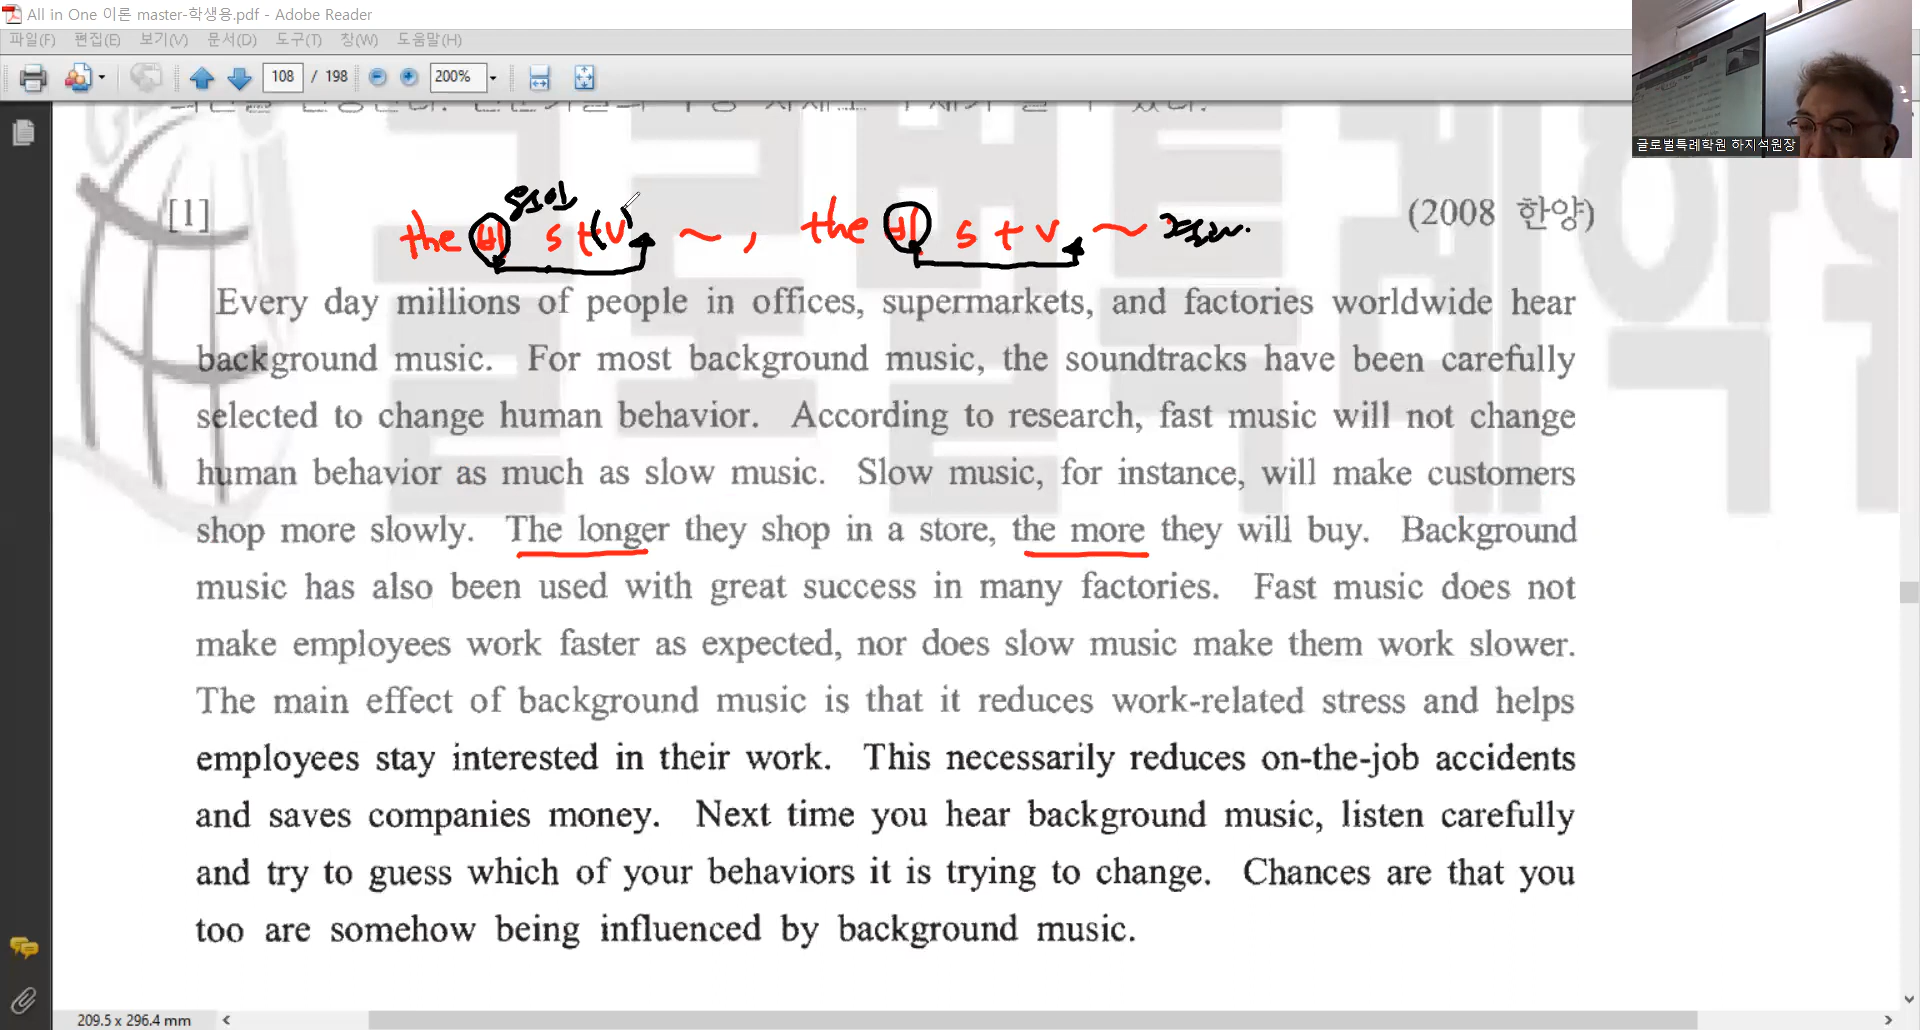 All in One 이론 master-학생용.pdf - Adobe Reader
파일(F) 편집(E) 보기(V) 문서(D) 도구(T) 창(W) 도움말(H)
108 / 198 200%
글로벌특례학원 하지석원장
[1] (2008 한양)
the 비 s + (v) ~ , the 비 s + v ~
Every day millions of people in offices, supermarkets, and factories worldwide hear
background music. For most background music, the soundtracks have been carefully
selected to change human behavior. According to research, fast music will not change
human behavior as much as slow music. Slow music, for instance, will make customers
shop more slowly. The longer they shop in a store, the more they will buy. Background
music has also been used with great success in many factories. Fast music does not
make employees work faster as expected, nor does slow music make them work slower.
The main effect of background music is that it reduces work-related stress and helps
employees stay interested in their work. This necessarily reduces on-the-job accidents
and saves companies money. Next time you hear background music, listen carefully
and try to guess which of your behaviors it is trying to change. Chances are that you
too are somehow being influenced by background music.
209.5 x 296.4 mm